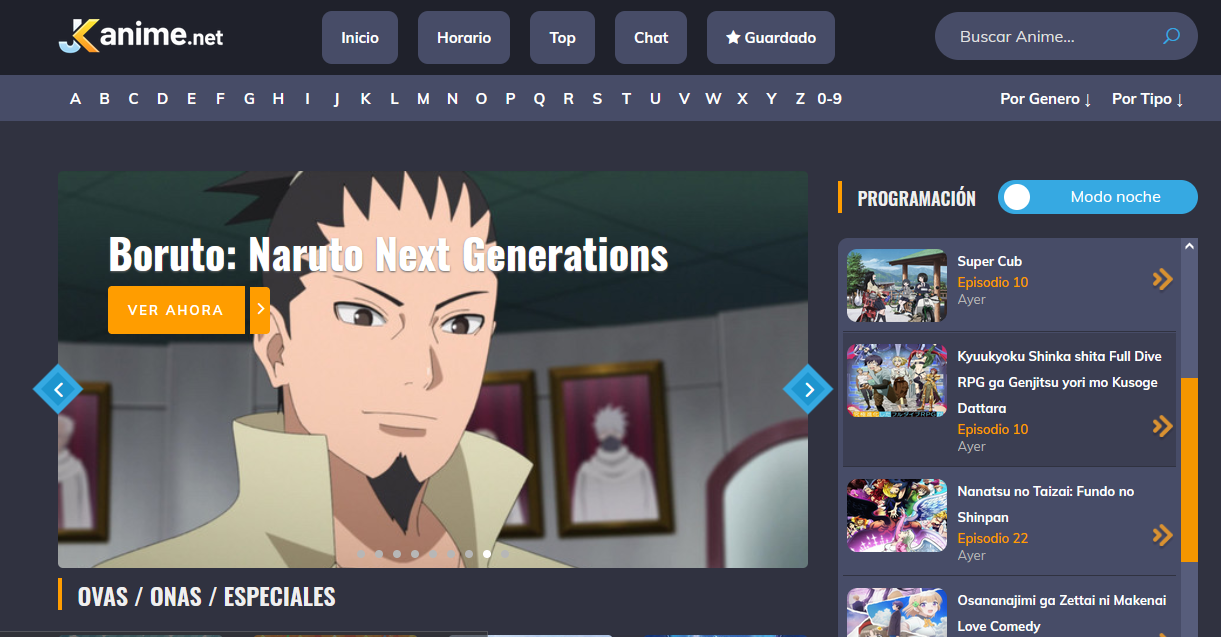 JKanime.net
Inicio
Horario
Top
Chat
Guardado
Buscar Anime...
A B C D E F G H I J K L M N O P Q R S T U V W X Y Z 0-9
Por Genero ↓
Por Tipo ↓
Boruto: Naruto Next Generations
VER AHORA
OVAS / ONAS / ESPECIALES
PROGRAMACIÓN
Modo noche
Super Cub
Episodio 10
Ayer
Kyuukyoku Shinka shita Full Dive
RPG ga Genjitsu yori mo Kusoge
Dattara
Episodio 10
Ayer
Nanatsu no Taizai: Fundo no
Shinpan
Episodio 22
Ayer
Osananajimi ga Zettai ni Makenai
Love Comedy